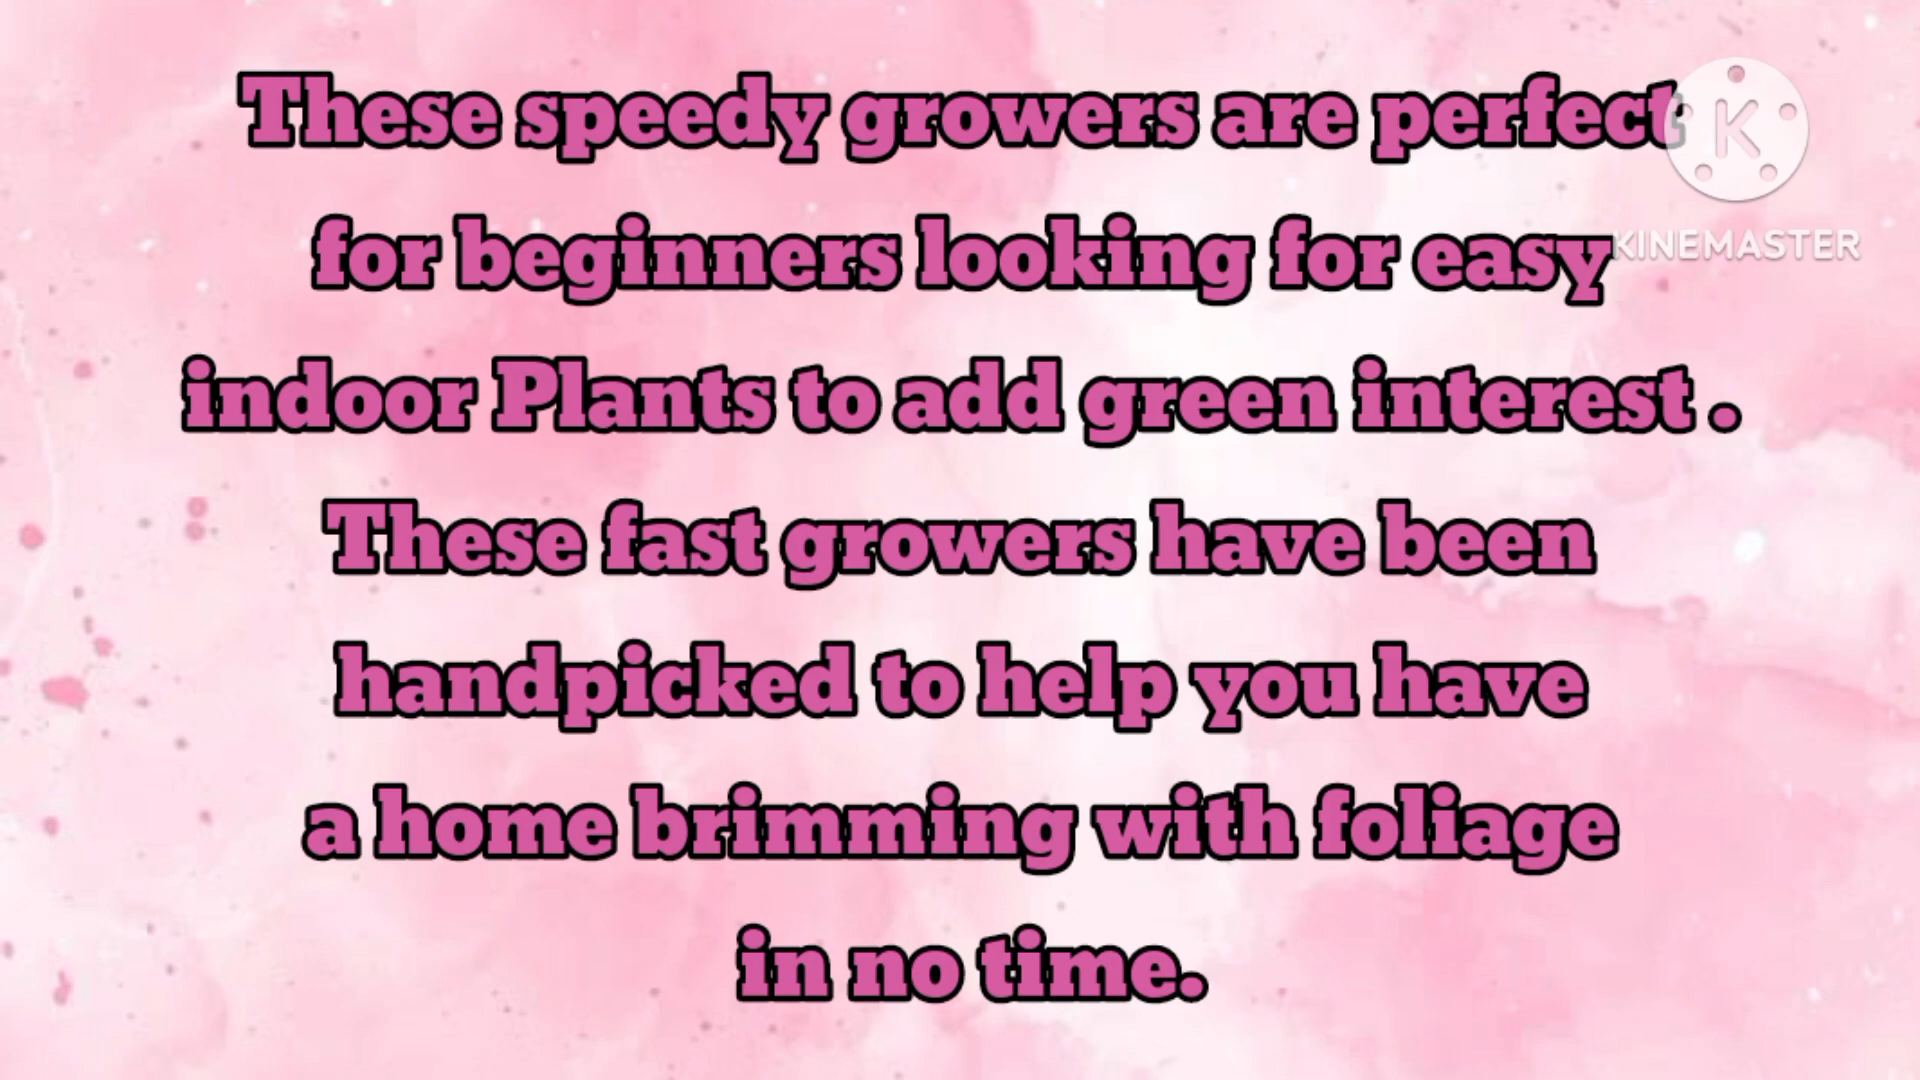 These speedy growers are perfect
for beginners looking for easy
indoor Plants to add green interest .
These fast growers have been
handpicked to help you have
a home brimming with foliage
in no time.
K
KINEMASTER